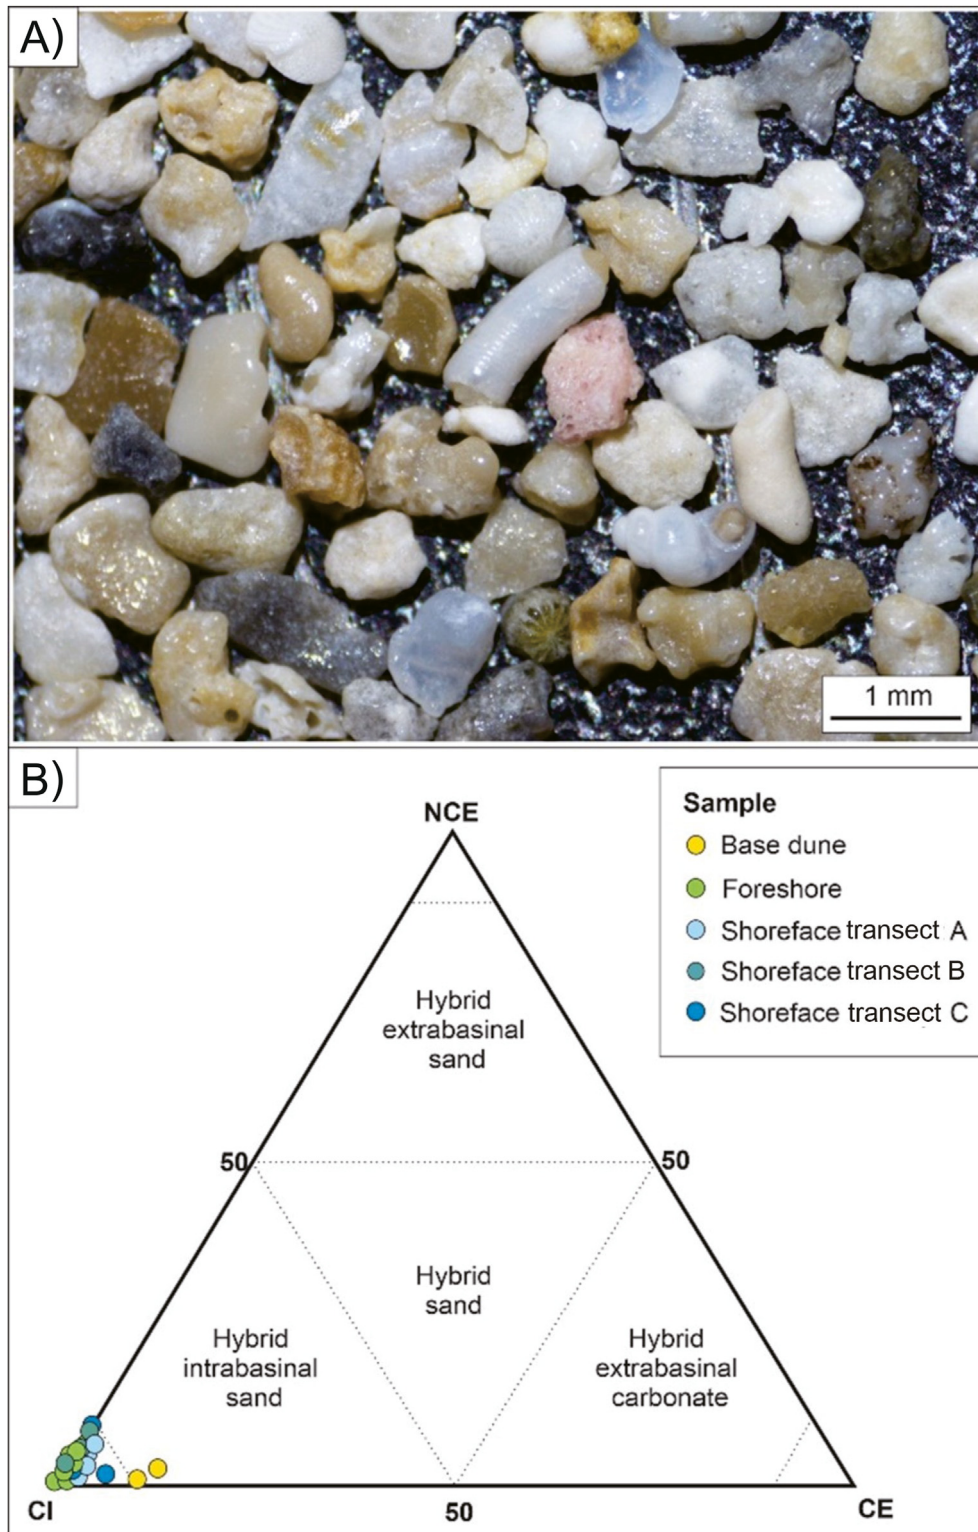 A)
1 mm
B)
NCE
Sample
Base dune
Foreshore
Shoreface transect A
Shoreface transect B
Shoreface transect C
Hybrid
extrabasinal
sand
50
50
Hybrid
sand
Hybrid
intrabasinal
sand
Hybrid
extrabasinal
carbonate
CI
50
CE